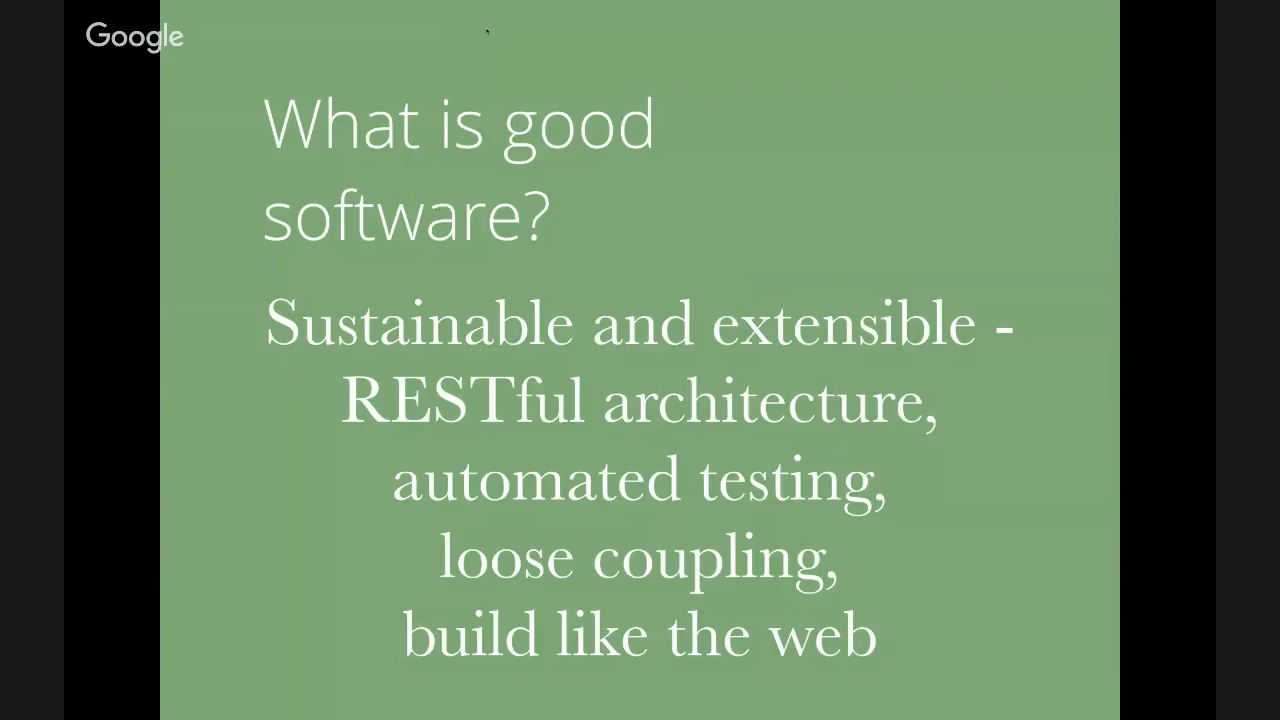 Google
What is good
software?
Sustainable and extensible -
RESTful architecture,
automated testing,
loose coupling,
build like the web